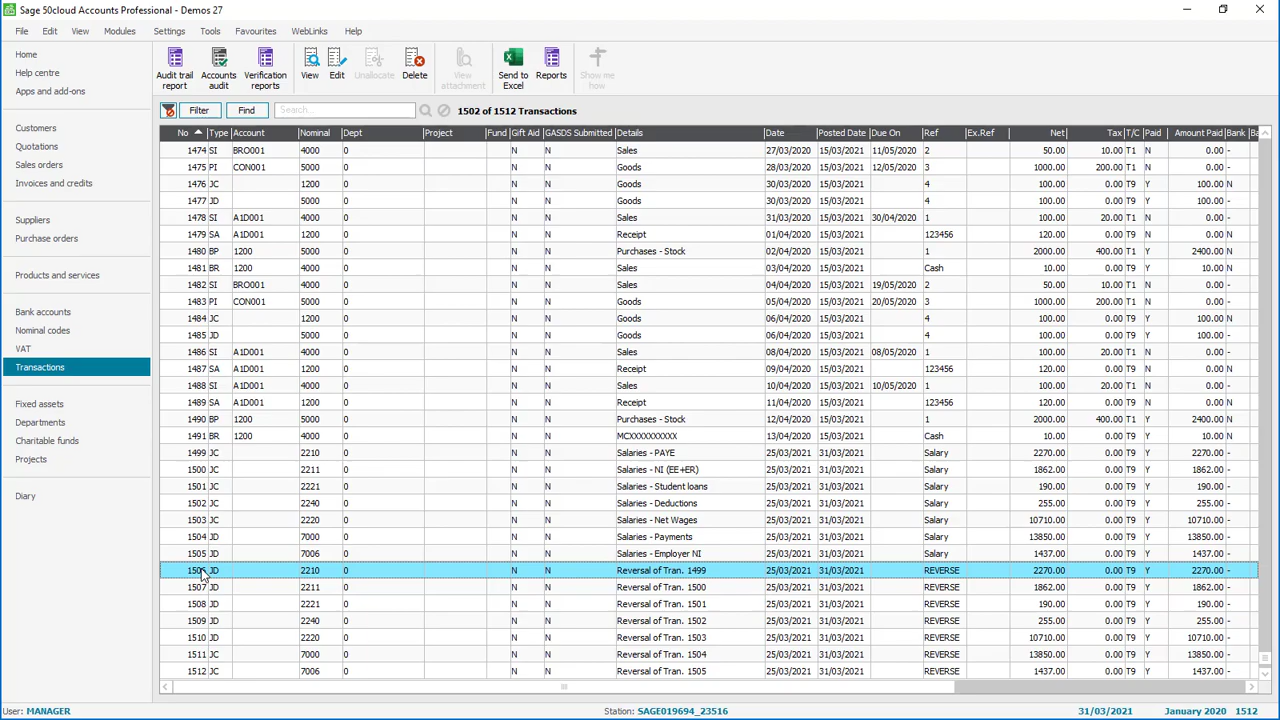 Sage 50cloud Accounts Professional - Demos 27
File Edit View Modules Settings Tools Favourites WebLinks Help
Home
Help centre
Apps and add-ons
Customers
Quotations
Sales orders
Invoices and credits
Suppliers
Purchase orders
Products and services
Bank accounts
Nominal codes
VAT
Transactions
Fixed assets
Departments
Charitable funds
Projects
Diary
Audit trail report Accounts audit Verification reports View Edit Unallocate Delete View attachment Send to Excel Reports Show me how
Filter Find Search... 1502 of 1512 Transactions
No Type Account Nominal Dept Project Fund Gift Aid GASDS Submitted Details Date Posted Date Due On Ref Ex.Ref Net Tax T/C Paid Amount Paid Bank Ba
1474 SI BRO001 4000 0 N N Sales 27/03/2020 15/03/2021 11/05/2020 2 50.00 10.00 T1 N 0.00 -
1475 PI CON001 5000 0 N N Goods 28/03/2020 15/03/2021 12/05/2020 3 1000.00 200.00 T1 N 0.00 -
1476 JC 1200 0 N N Goods 30/03/2020 15/03/2021 4 100.00 0.00 T9 Y 100.00 N
1477 JD 5000 0 N N Goods 30/03/2020 15/03/2021 4 100.00 0.00 T9 Y 100.00 -
1478 SI A1D001 4000 0 N N Sales 31/03/2020 15/03/2021 30/04/2020 1 100.00 20.00 T1 N 0.00 -
1479 SA A1D001 1200 0 N N Receipt 01/04/2020 15/03/2021 123456 120.00 0.00 T9 N 0.00 N
1480 BP 1200 5000 0 N N Purchases - Stock 02/04/2020 15/03/2021 1 2000.00 400.00 T1 Y 2400.00 N
1481 BR 1200 4000 0 N N Sales 03/04/2020 15/03/2021 Cash 10.00 0.00 T9 Y 10.00 N
1482 SI BRO001 4000 0 N N Sales 04/04/2020 15/03/2021 19/05/2020 2 50.00 10.00 T1 N 0.00 -
1483 PI CON001 5000 0 N N Goods 05/04/2020 15/03/2021 20/05/2020 3 1000.00 200.00 T1 N 0.00 -
1484 JC 1200 0 N N Goods 06/04/2020 15/03/2021 4 100.00 0.00 T9 Y 100.00 N
1485 JD 5000 0 N N Goods 06/04/2020 15/03/2021 4 100.00 0.00 T9 Y 100.00 -
1486 SI A1D001 4000 0 N N Sales 08/04/2020 15/03/2021 08/05/2020 1 100.00 20.00 T1 N 0.00 -
1487 SA A1D001 1200 0 N N Receipt 09/04/2020 15/03/2021 123456 120.00 0.00 T9 N 0.00 N
1488 SI A1D001 4000 0 N N Sales 10/04/2020 15/03/2021 10/05/2020 1 100.00 20.00 T1 N 0.00 -
1489 SA A1D001 1200 0 N N Receipt 11/04/2020 15/03/2021 123456 120.00 0.00 T9 N 0.00 N
1490 BP 1200 5000 0 N N Purchases - Stock 12/04/2020 15/03/2021 1 2000.00 400.00 T1 Y 2400.00 N
1491 BR 1200 4000 0 N N MCXXXXXXXXXX 13/04/2020 15/03/2021 Cash 10.00 0.00 T9 Y 10.00 N
1499 JC 2210 0 N N Salaries - PAYE 25/03/2021 31/03/2021 Salary 2270.00 0.00 T9 Y 2270.00 -
1500 JC 2211 0 N N Salaries - NI (EE+ER) 25/03/2021 31/03/2021 Salary 1862.00 0.00 T9 Y 1862.00 -
1501 JC 2221 0 N N Salaries - Student loans 25/03/2021 31/03/2021 Salary 190.00 0.00 T9 Y 190.00 -
1502 JC 2240 0 N N Salaries - Deductions 25/03/2021 31/03/2021 Salary 255.00 0.00 T9 Y 255.00 -
1503 JC 2220 0 N N Salaries - Net Wages 25/03/2021 31/03/2021 Salary 10710.00 0.00 T9 Y 10710.00 -
1504 JD 7000 0 N N Salaries - Payments 25/03/2021 31/03/2021 Salary 13850.00 0.00 T9 Y 13850.00 -
1505 JD 7006 0 N N Salaries - Employer NI 25/03/2021 31/03/2021 Salary 1437.00 0.00 T9 Y 1437.00 -
1506 JD 2210 0 N N Reversal of Tran. 1499 25/03/2021 31/03/2021 REVERSE 2270.00 0.00 T9 Y 2270.00 -
1507 JD 2211 0 N N Reversal of Tran. 1500 25/03/2021 31/03/2021 REVERSE 1862.00 0.00 T9 Y 1862.00 -
1508 JD 2221 0 N N Reversal of Tran. 1501 25/03/2021 31/03/2021 REVERSE 190.00 0.00 T9 Y 190.00 -
1509 JD 2240 0 N N Reversal of Tran. 1502 25/03/2021 31/03/2021 REVERSE 255.00 0.00 T9 Y 255.00 -
1510 JD 2220 0 N N Reversal of Tran. 1503 25/03/2021 31/03/2021 REVERSE 10710.00 0.00 T9 Y 10710.00 -
1511 JC 7000 0 N N Reversal of Tran. 1504 25/03/2021 31/03/2021 REVERSE 13850.00 0.00 T9 Y 13850.00 -
1512 JC 7006 0 N N Reversal of Tran. 1505 25/03/2021 31/03/2021 REVERSE 1437.00 0.00 T9 Y 1437.00 -
User: MANAGER Station: SAGE019694_23516 31/03/2021 January 2020 1512